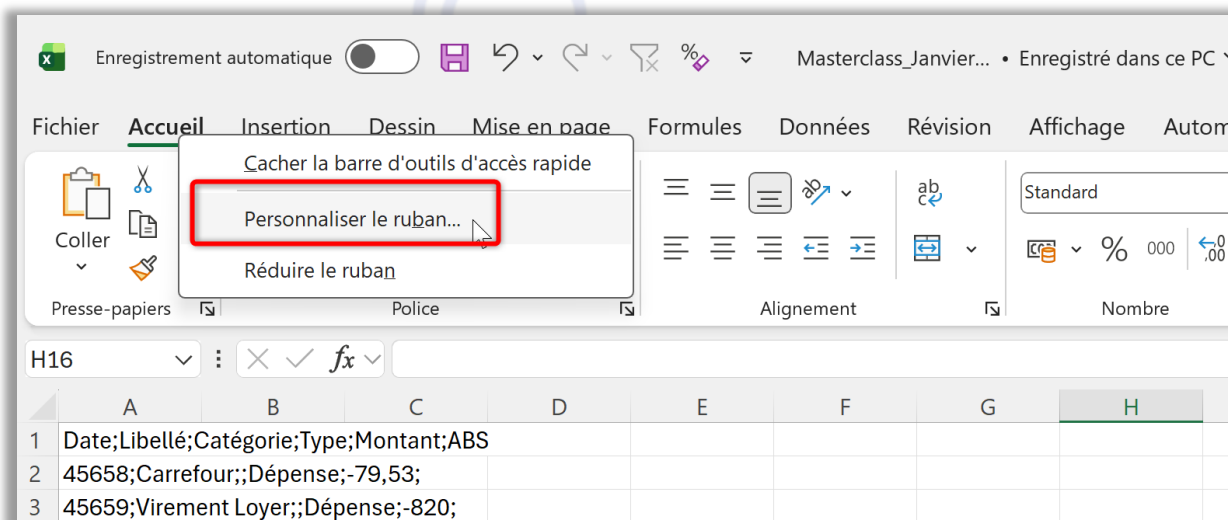 Enregistrement automatique
Masterclass_Janvier... • Enregistré dans ce PC
Fichier Accueil Insertion Dessin Mise en page Formules Données Révision Affichage Autom
Cacher la barre d'outils d'accès rapide
Personnaliser le ruban...
Réduire le ruban
Coller
ab
c
Standard
% 000
,00
Presse-papiers Police Alignement Nombre
H16 fx
A B C D E F G H
1 Date;Libellé;Catégorie;Type;Montant;ABS
2 45658;Carrefour;;Dépense;-79,53;
3 45659;Virement Loyer;;Dépense;-820;